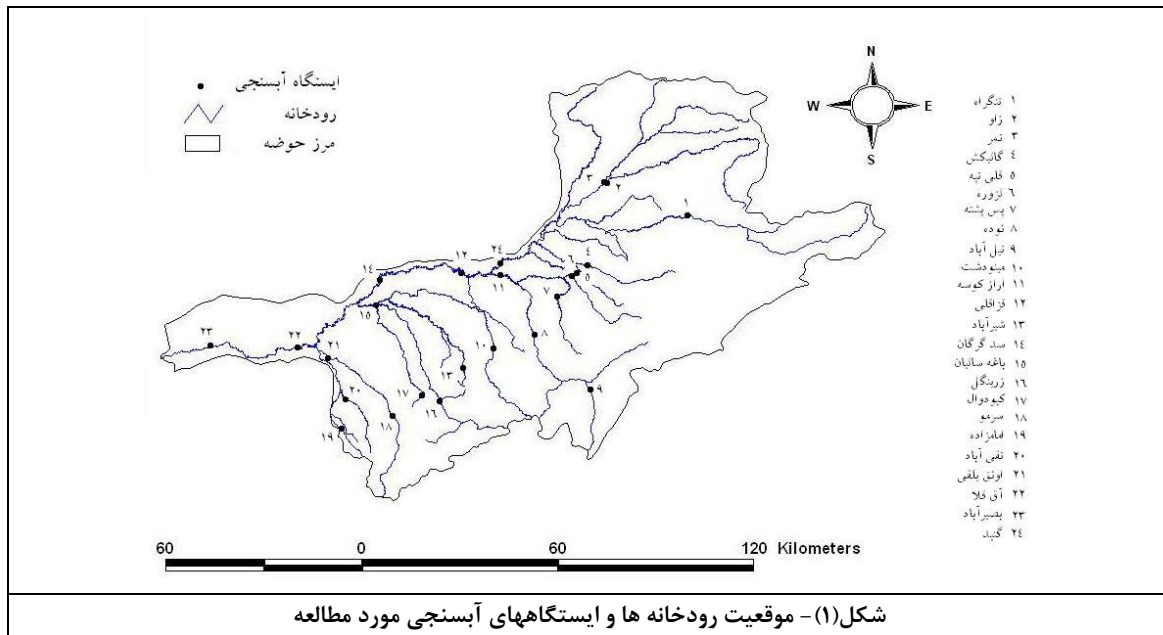 ایستگاه آبسنجی
رودخانه
مرز حوضه
N
W
E
S
۱ تنگراه
۲ زاو
۳ تمر
۴ گالیکش
۵ قلی تپه
۶ لزوره
۷ پس پشته
۸ نوده
۹ تیل آباد
۱۰ مینودشت
۱۱ اراز کوسه
۱۲ قزاقلی
۱۳ شیرآباد
۱۴ سد گرگان
۱۵ باغه سالیان
۱۶ زرینگل
۱۷ کبودوال
۱۸ سرمو
۱۹ امامزاده
۲۰ تقی آباد
۲۱ اونق یلقی
۲۲ آق قلا
۲۳ بصیرآباد
۲۴ گنبد
۳
۲
۱
۲۴
۱۲
۱۱
۶
۴
۵
۷
۱۴
۱۵
۸
۱۰
۱۳
۲۳
۲۲
۲۱
۲۰
۱۷
۱۶
۱۸
۱۹
۹
60 0 60 120 Kilometers
شکل(۱)- موقعیت رودخانه ها و ایستگاههای آبسنجی مورد مطالعه